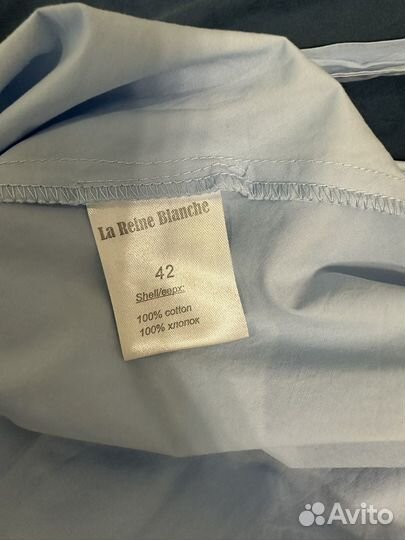 La Reine Blanche
42
Shell/верх:
100% cotton
100% хлопок
Avito